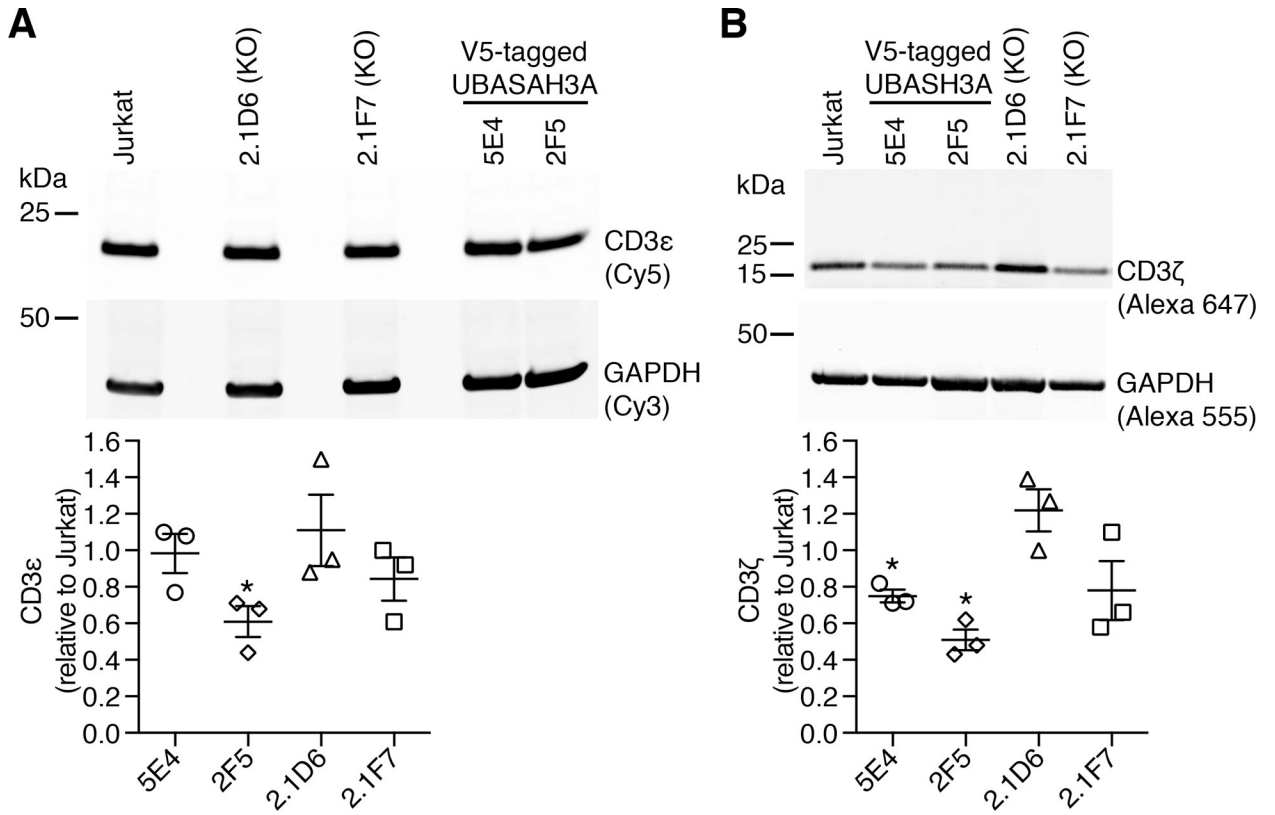 A
Jurkat
2.1D6 (KO)
2.1F7 (KO)
V5-tagged
UBASAH3A
5E4
2F5
kDa
25
CD3ε
(Cy5)
50
GAPDH
(Cy3)
CD3ε
(relative to Jurkat)
1.6
1.4
1.2
1.0
0.8
0.6
0.4
0.2
0.0
*
5E4
2F5
2.1D6
2.1F7
B
Jurkat
V5-tagged
UBASH3A
5E4
2F5
2.1D6 (KO)
2.1F7 (KO)
kDa
25
15
CD3ζ
(Alexa 647)
50
GAPDH
(Alexa 555)
CD3ζ
(relative to Jurkat)
1.6
1.4
1.2
1.0
0.8
0.6
0.4
0.2
0.0
*
*
5E4
2F5
2.1D6
2.1F7